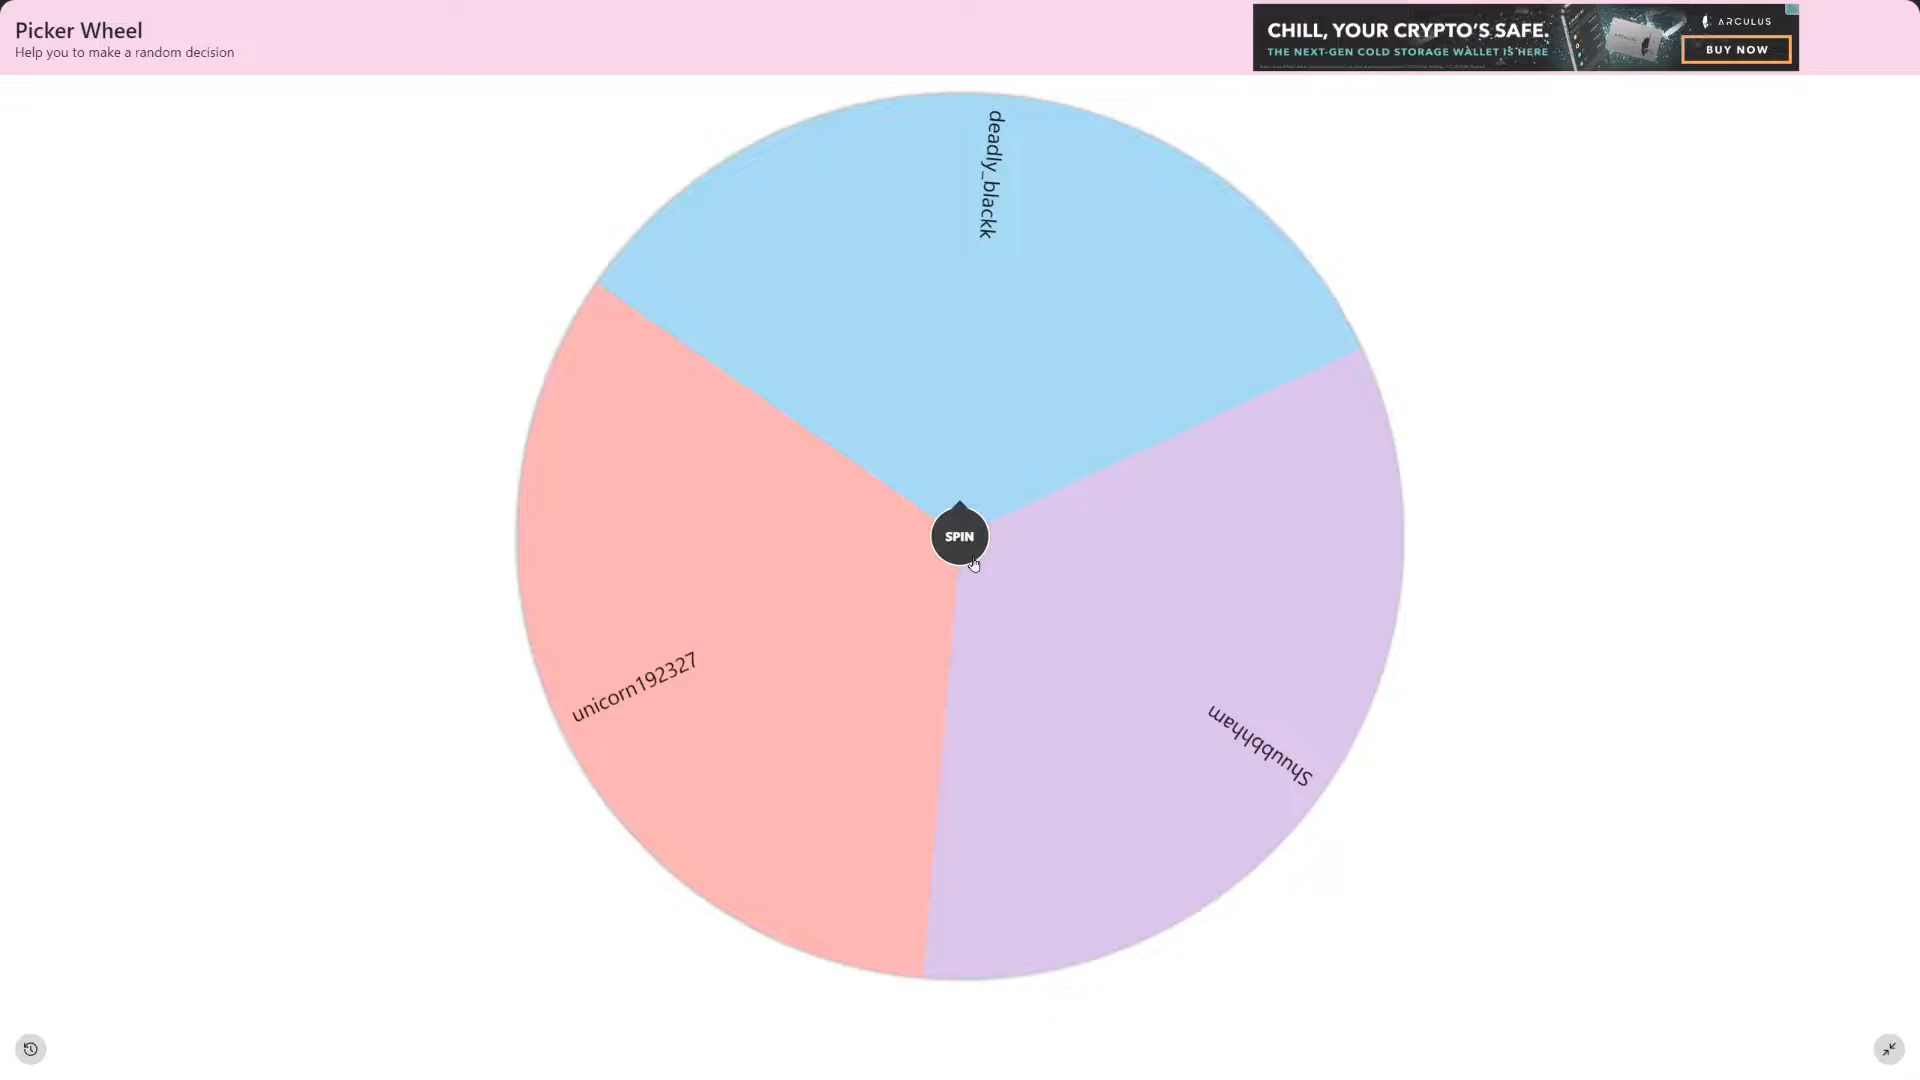 Picker Wheel
Help you to make a random decision
CHILL, YOUR CRYPTO'S SAFE.
THE NEXT-GEN COLD STORAGE WALLET IS HERE
ARCULUS
BUY NOW
deadly_blackk
SPIN
unicorn192327
Shuubbhham